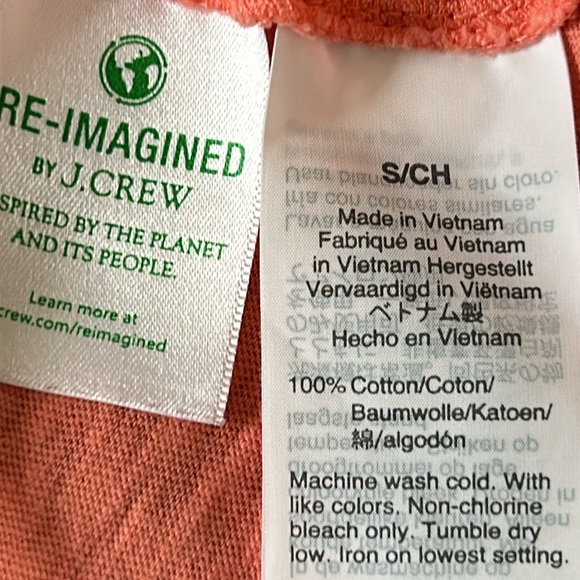 RE-IMAGINED
BY J.CREW
SPIRED BY THE PLANET
AND ITS PEOPLE.
Learn more at
crew.com/reimagined
S/CH
Made in Vietnam
Fabriqué au Vietnam
in Vietnam Hergestellt
Vervaardigd in Viëtnam
ベトナム製
Hecho en Vietnam
100% Cotton/Coton/
Baumwolle/Katoen/
綿/algodón
Machine wash cold. With
like colors. Non-chlorine
bleach only. Tumble dry
low. Iron on lowest setting.